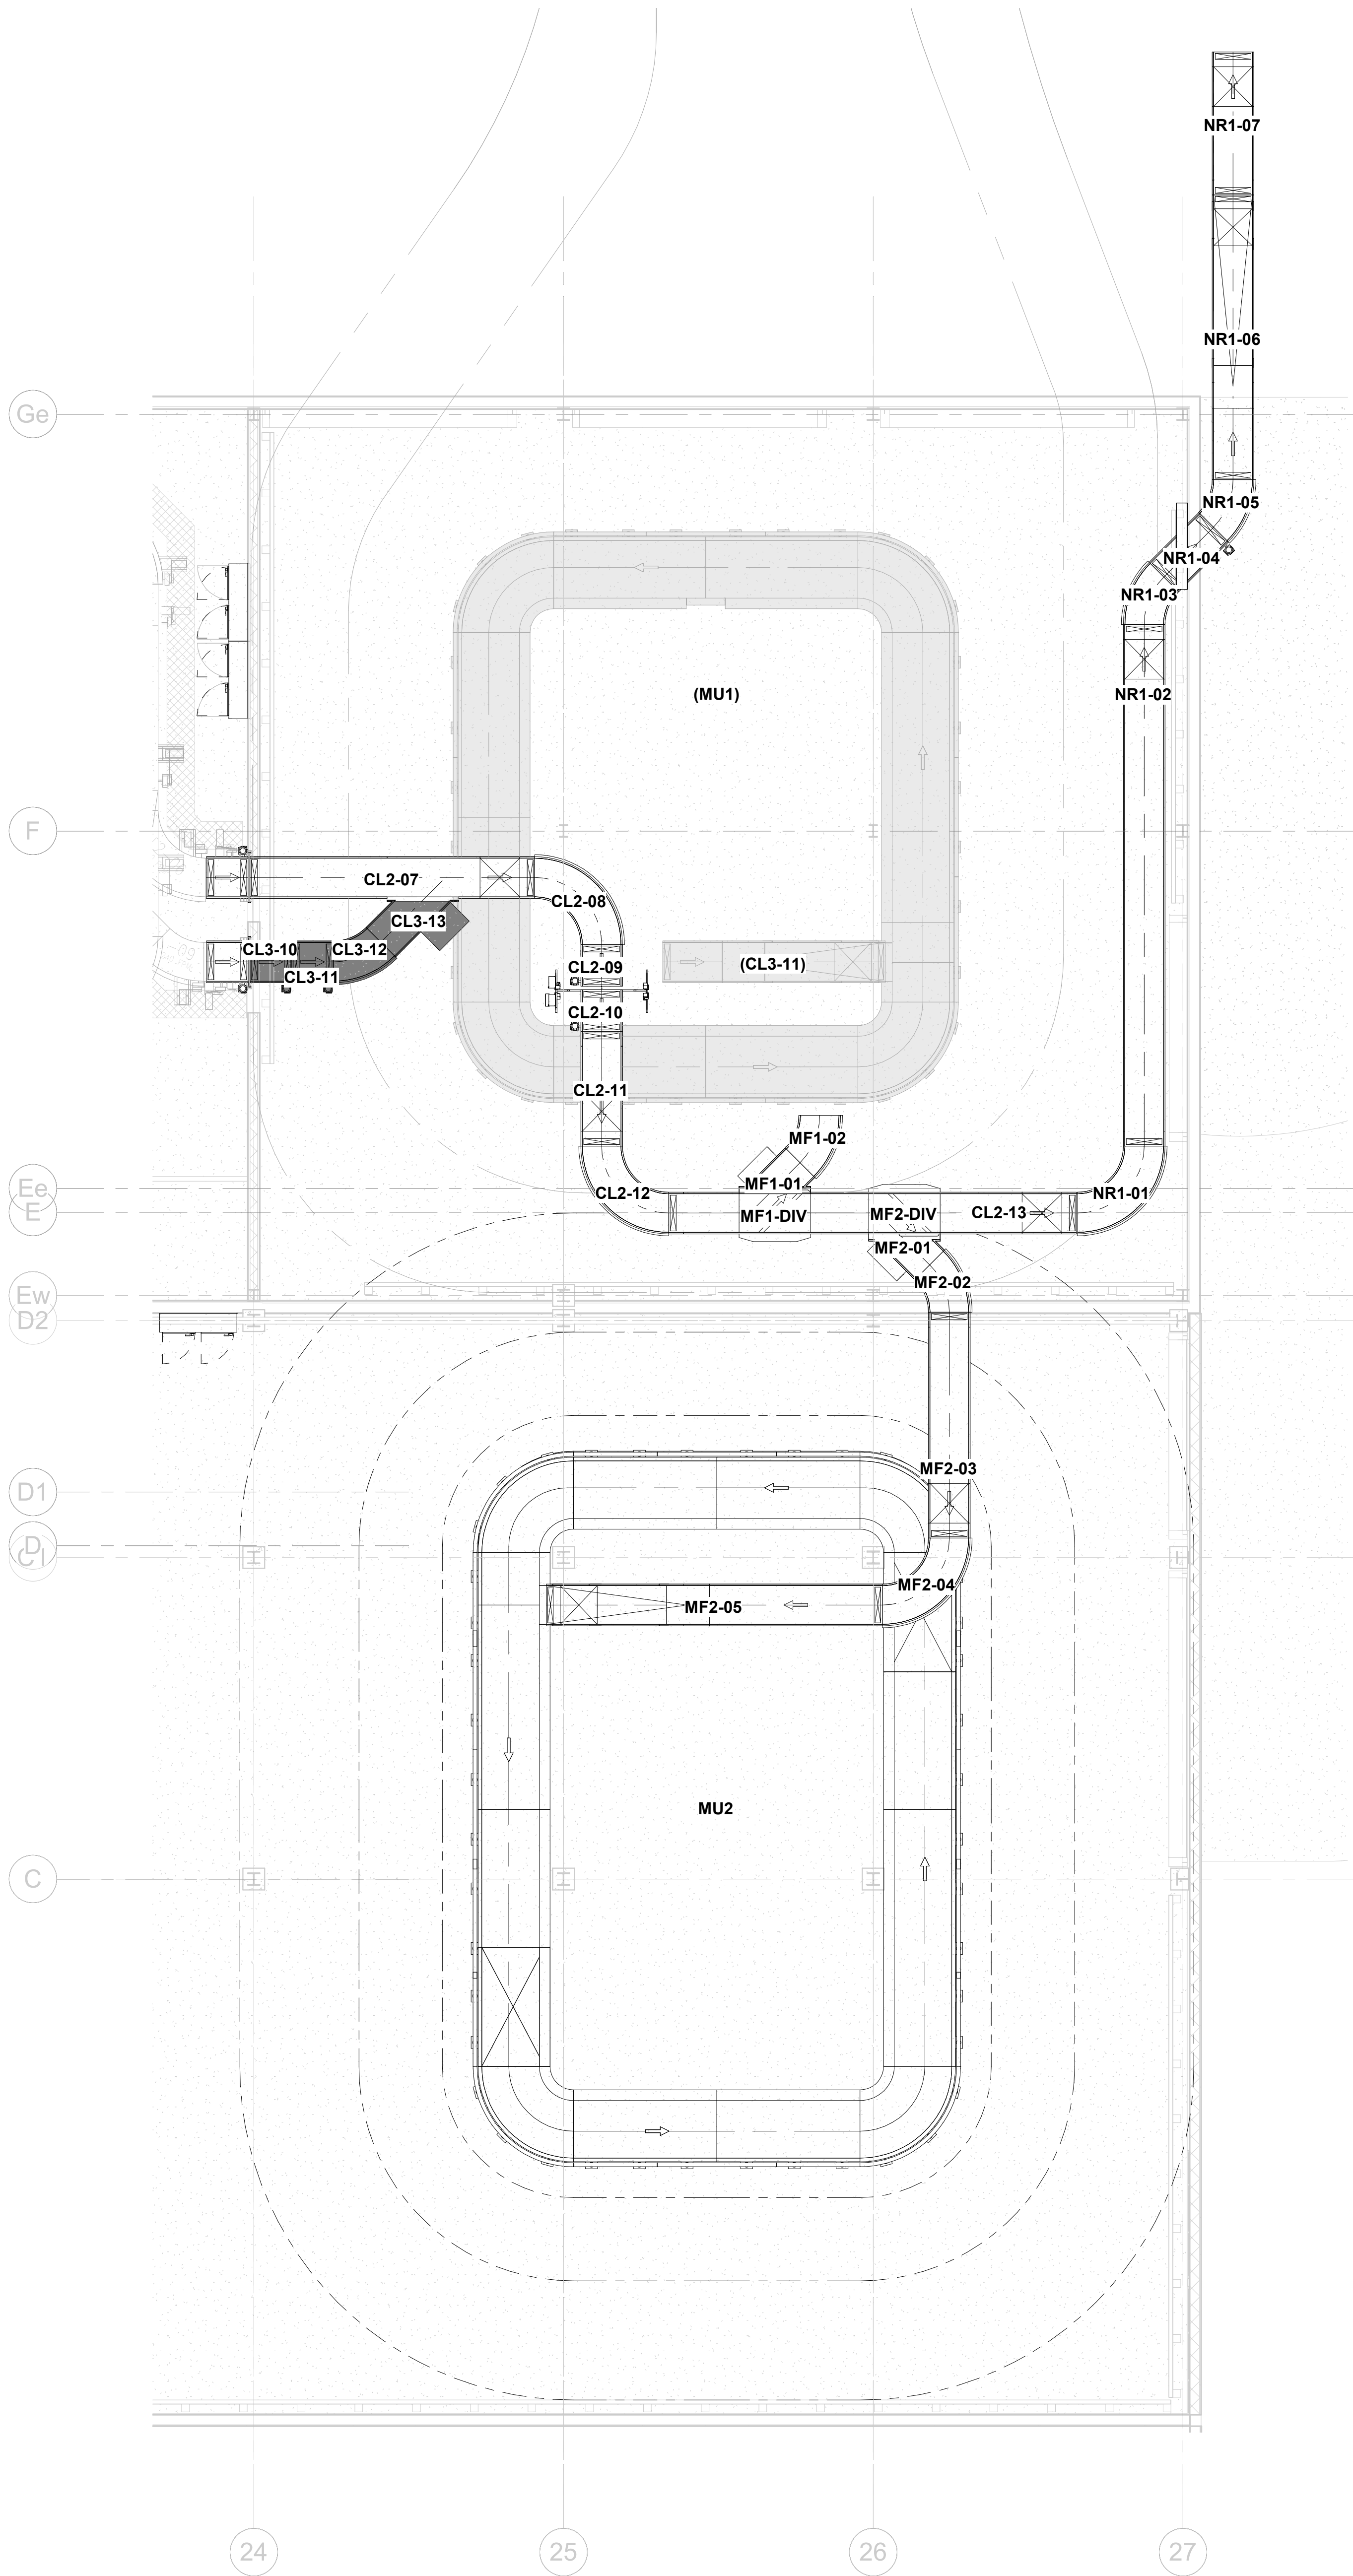 NR1-07
NR1-06
Ge
NR1-05
NR1-04
NR1-03
(MU1)
NR1-02
F
CL2-07
CL2-08
CL3-13
CL3-10
CL3-12
CL3-11
CL2-09
(CL3-11)
CL2-10
CL2-11
MF1-02
MF1-01
Ee
CL2-12
NR1-01
E
MF1-DIV
MF2-DIV
CL2-13
MF2-01
MF2-02
Ew
D2
MF2-03
D1
D
MF2-04
MF2-05
MU2
C
24
25
26
27